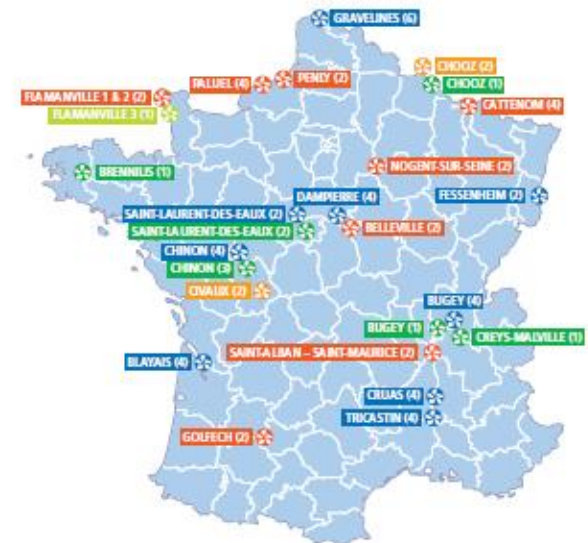 GRAVELINES (6)
CHOOZ (2)
CHOOZ (1)
PALUEL (4)
PENLY (2)
FLAMANVILLE 1 & 2 (2)
CATTENOM (4)
FLAMANVILLE 3 (1)
BRENNILIS (1)
NOGENT-SUR-SEINE (2)
DAMPIERRE (4)
FESSENHEIM (2)
SAINT-LAURENT-DES-EAUX (2)
SAINT-LAURENT-DES-EAUX (2)
BELLEVILLE (2)
CHINON (4)
CHINON (3)
CIVAUX (2)
BUGEY (4)
BUGEY (1)
CREYS-MALVILLE (1)
SAINT-ALBAN – SAINT-MAURICE (2)
BLAYAIS (4)
CRUAS (4)
TRICASTIN (4)
GOLFECH (2)